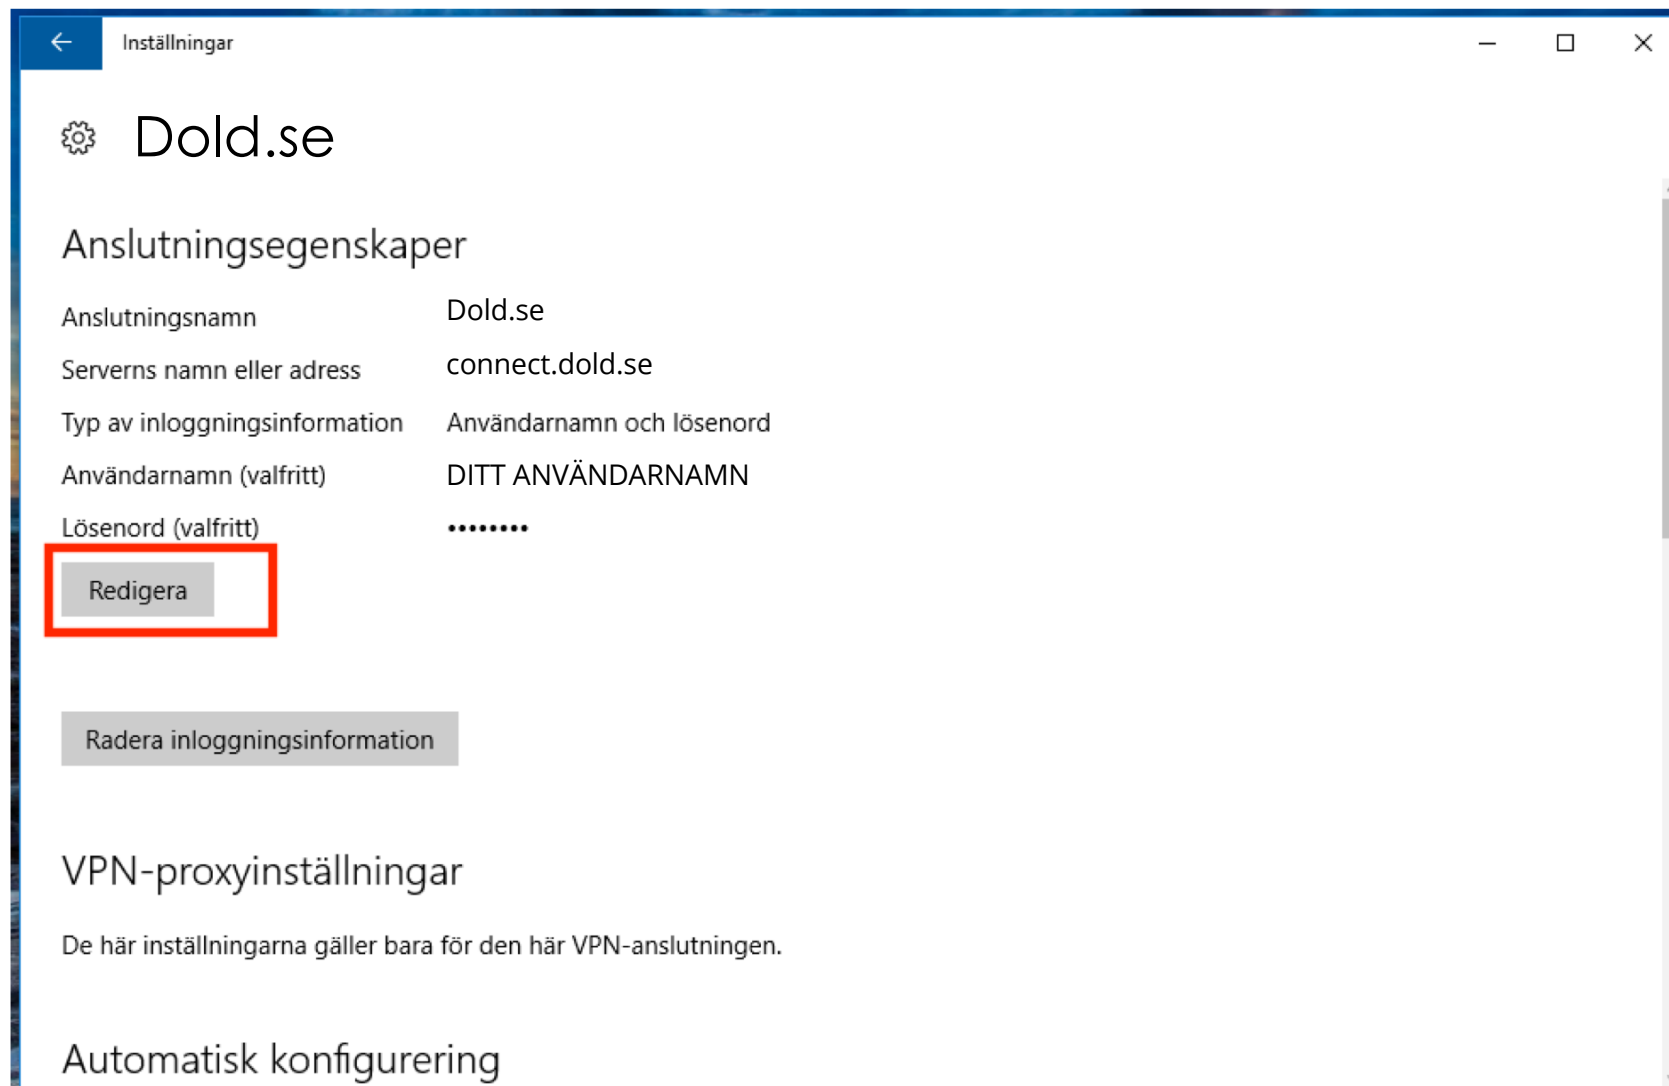 Inställningar
Dold.se
Anslutningsegenskaper
Anslutningsnamn Dold.se
Serverns namn eller adress connect.dold.se
Typ av inloggningsinformation Användarnamn och lösenord
Användarnamn (valfritt) DITT ANVÄNDARNAMN
Lösenord (valfritt) ••••••••
Redigera
Radera inloggningsinformation
VPN-proxyinställningar
De här inställningarna gäller bara för den här VPN-anslutningen.
Automatisk konfigurering